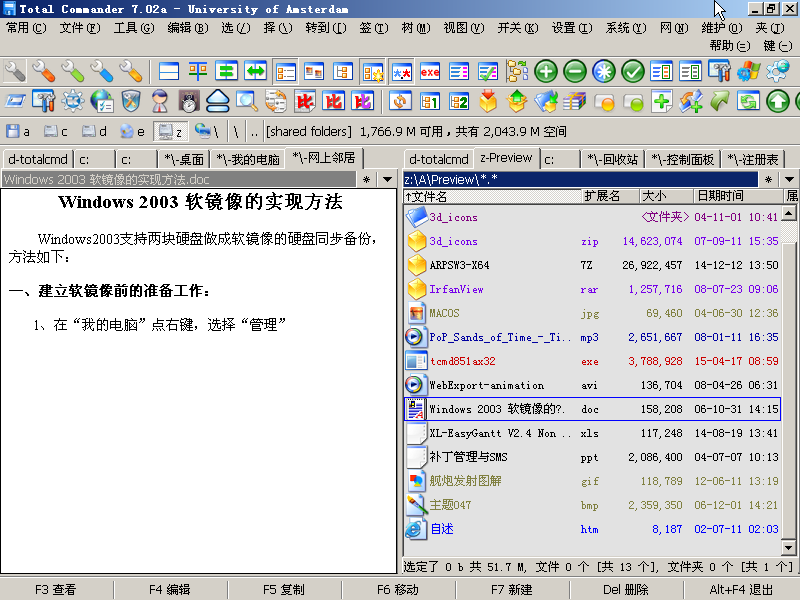 Total Commander 7.02a - University of Amsterdam
常用(C) 文件(F) 工具(G) 编辑(B) 选(/) 择(\) 转到(I) 签(T) 树(M) 视图(V) 开关(K) 设置(I) 系统(Y) 网(N) 维护(O) 夹(T)
帮助(E) 键(-)
exe
1 2
a c d e z \ \ .. [shared folders] 1,766.9 M 可用，共有 2,043.9 M 空间
d-totalcmd c: c: *\-桌面 *\-我的电脑 *\-网上邻居
d-totalcmd z-Preview c: *\-回收站 *\-控制面板 *\-注册表
Windows 2003 软镜像的实现方法.doc * ▼
z:\A\Preview\*.* * ▼
Windows 2003 软镜像的实现方法
Windows2003支持两块硬盘做成软镜像的硬盘同步备份，
方法如下：
一、建立软镜像前的准备工作：
1、在“我的电脑”点右键，选择“管理”
↑文件名 扩展名 大小 日期时间 属
3d_icons <文件夹> 04-11-01 10:41
3d_icons zip 14,623,074 07-09-11 15:35
ARPSW3-X64 7Z 26,922,457 14-12-12 13:50
IrfanView rar 1,257,716 08-07-23 09:06
MACOS jpg 69,460 04-06-30 12:36
PoP_Sands_of_Time_-_Ti.. mp3 2,651,667 08-01-11 16:35
tcmd851ax32 exe 3,788,928 15-04-17 08:59
WebExport-animation avi 136,704 08-04-26 06:31
Windows 2003 软镜像的?. doc 158,208 06-10-31 14:15
XL-EasyGantt V2.4 Non .. xls 117,248 14-08-19 13:41
补丁管理与SMS ppt 2,086,400 04-07-07 10:13
舰炮发射图解 gif 118,789 12-06-11 13:19
主题047 bmp 2,359,350 06-12-01 14:21
自述 htm 8,187 02-07-11 02:03
选定了 0 b 共 51.7 M, 文件 0 个 [共 13 个], 文件夹 0 个 [共 1 个]
F3 查看 F4 编辑 F5 复制 F6 移动 F7 新建 Del 删除 Alt+F4 退出